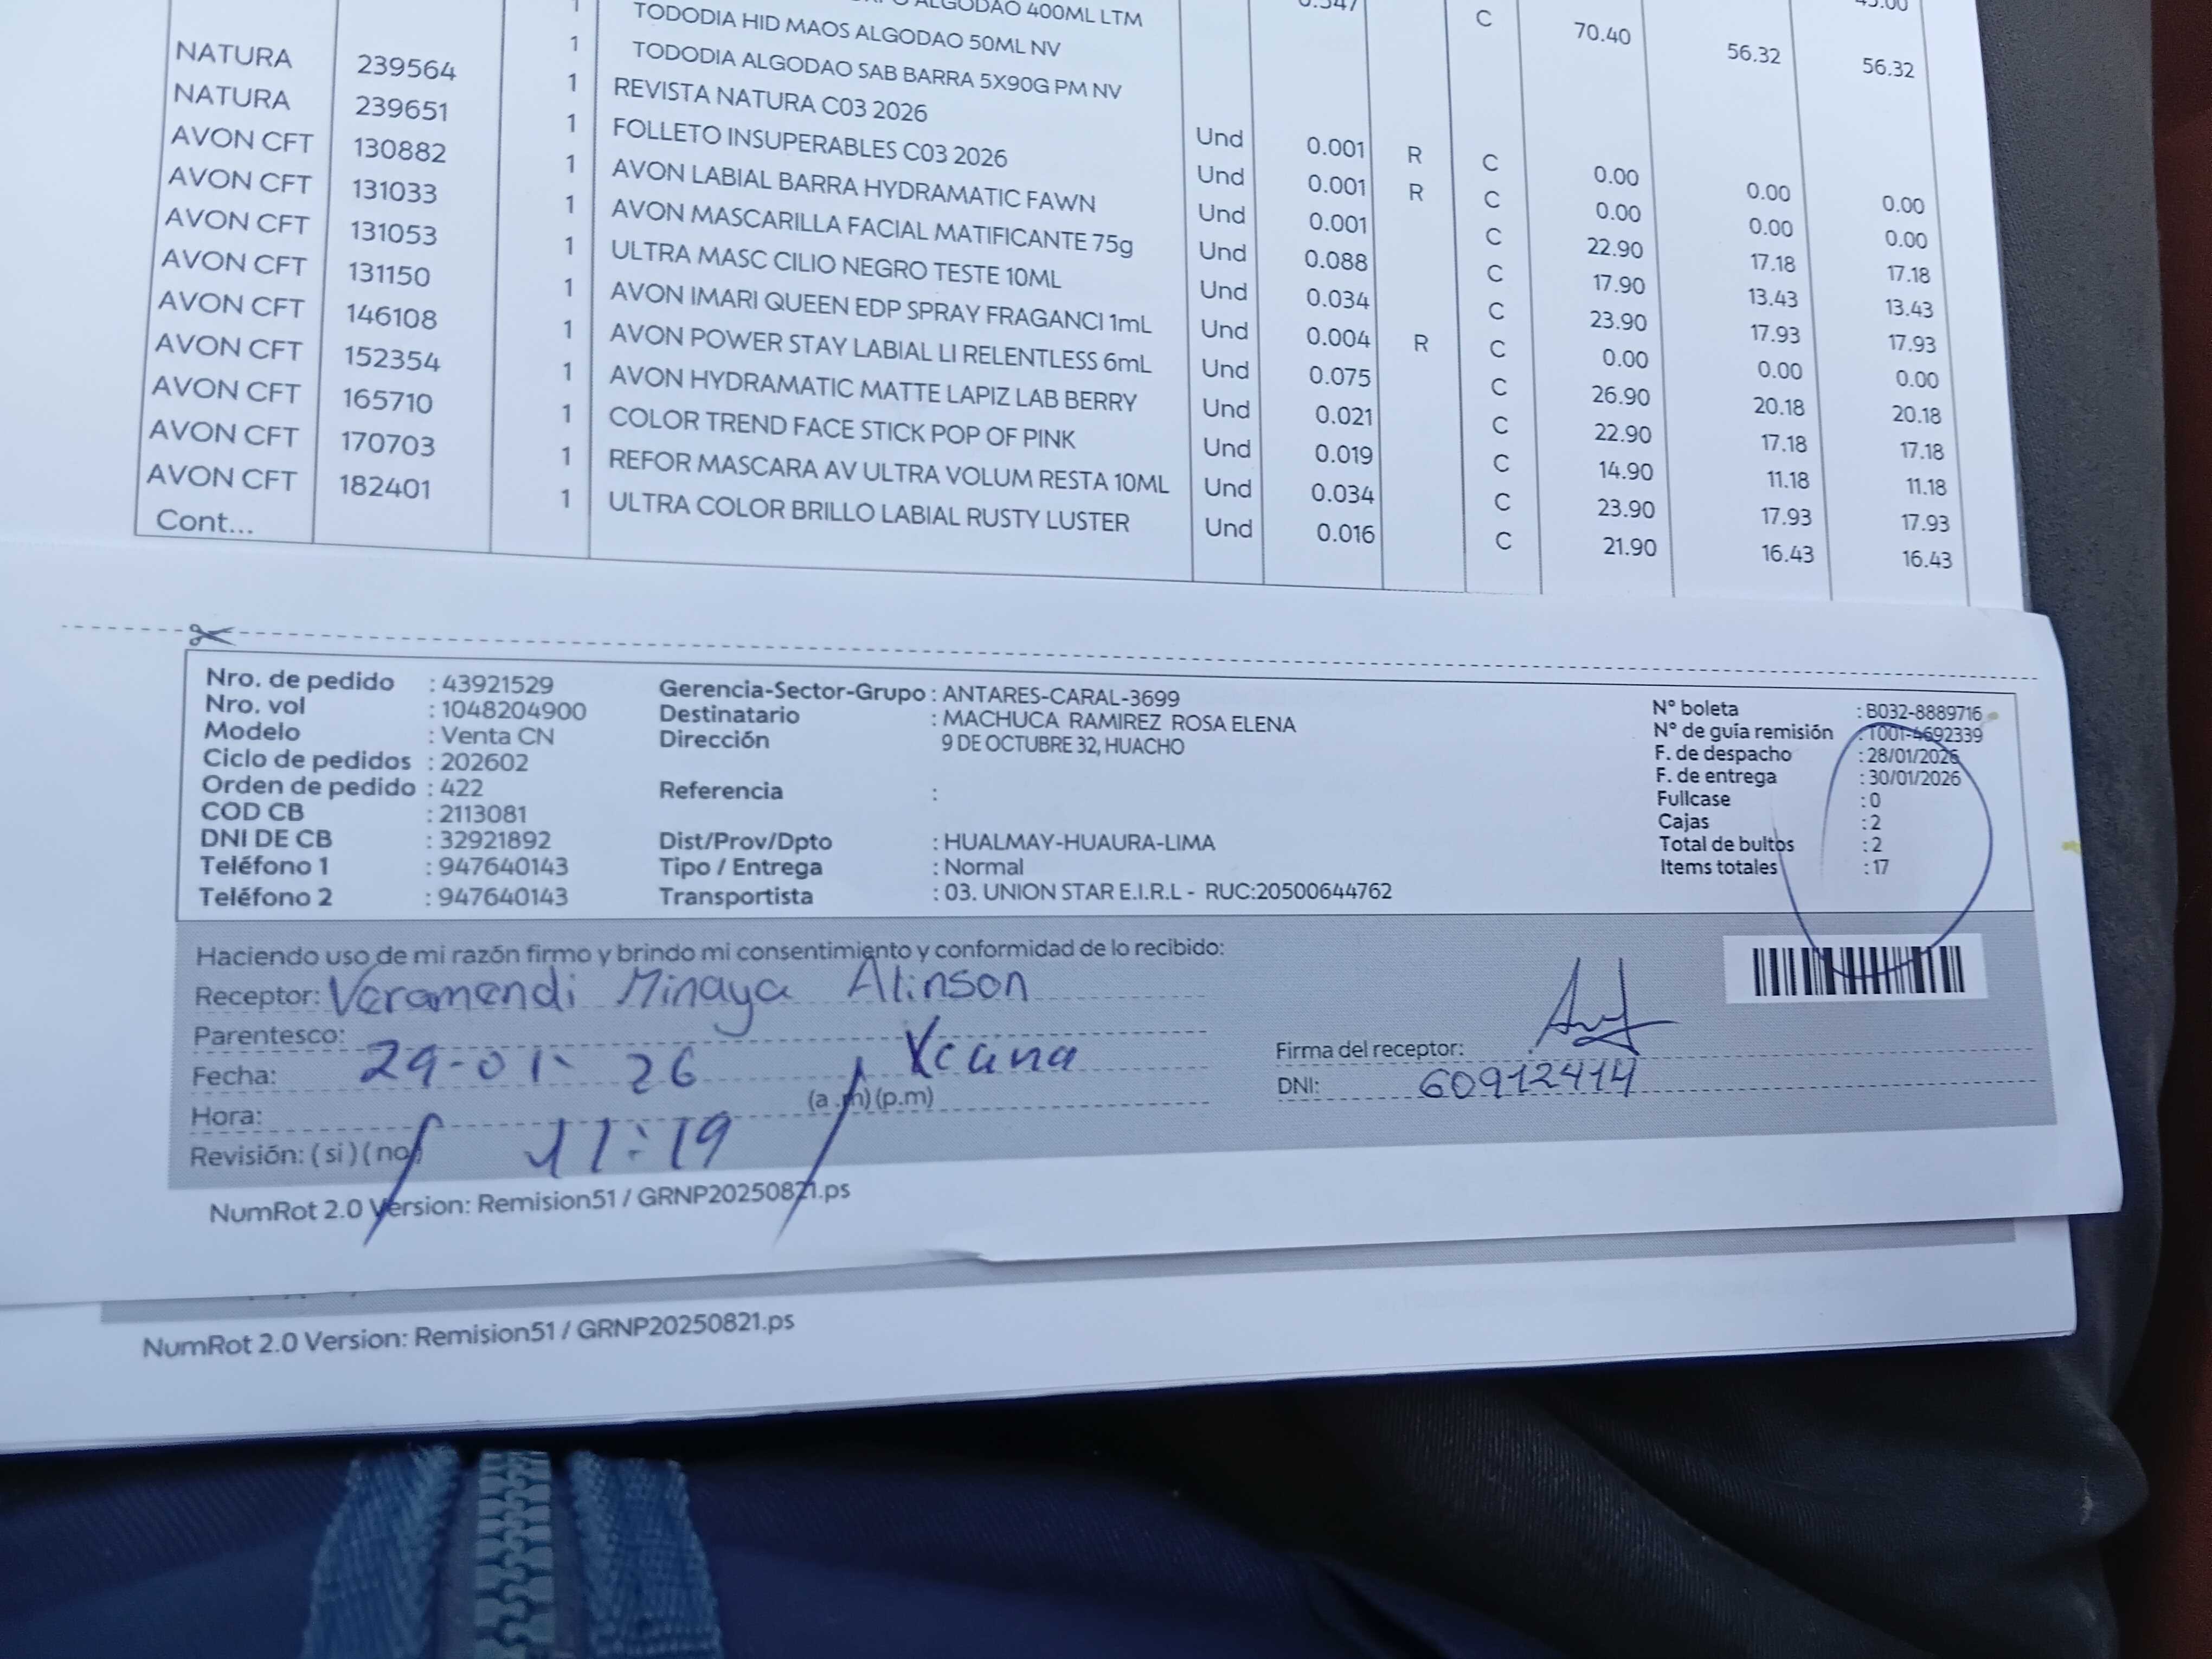 ALGODAO 400ML LTM
1 TODODIA HID MAOS ALGODAO 50ML NV C 70.40 56.32 56.32
NATURA 239564 1 TODODIA ALGODAO SAB BARRA 5X90G PM NV
NATURA 239651 1 REVISTA NATURA C03 2026 Und 0.001 R C 0.00 0.00 0.00
AVON CFT 130882 1 FOLLETO INSUPERABLES C03 2026 Und 0.001 R C 0.00 0.00 0.00
AVON CFT 131033 1 AVON LABIAL BARRA HYDRAMATIC FAWN Und 0.001 C 22.90 17.18 17.18
AVON CFT 131053 1 AVON MASCARILLA FACIAL MATIFICANTE 75g Und 0.088 C 17.90 13.43 13.43
AVON CFT 131150 1 ULTRA MASC CILIO NEGRO TESTE 10ML Und 0.034 C 23.90 17.93 17.93
AVON CFT 146108 1 AVON IMARI QUEEN EDP SPRAY FRAGANCI 1mL Und 0.004 R C 0.00 0.00 0.00
AVON CFT 152354 1 AVON POWER STAY LABIAL LI RELENTLESS 6mL Und 0.075 C 26.90 20.18 20.18
AVON CFT 165710 1 AVON HYDRAMATIC MATTE LAPIZ LAB BERRY Und 0.021 C 22.90 17.18 17.18
AVON CFT 170703 1 COLOR TREND FACE STICK POP OF PINK Und 0.019 C 14.90 11.18 11.18
AVON CFT 182401 1 REFOR MASCARA AV ULTRA VOLUM RESTA 10ML Und 0.034 C 23.90 17.93 17.93
Cont... 1 ULTRA COLOR BRILLO LABIAL RUSTY LUSTER Und 0.016 C 21.90 16.43 16.43
Nro. de pedido : 43921529 Gerencia-Sector-Grupo : ANTARES-CARAL-3699 N° boleta : B032-8889716
Nro. vol : 1048204900 Destinatario : MACHUCA RAMIREZ ROSA ELENA N° de guía remisión : T001-4692339
Modelo : Venta CN Dirección 9 DE OCTUBRE 32, HUACHO F. de despacho : 28/01/2026
Ciclo de pedidos : 202602 F. de entrega : 30/01/2026
Orden de pedido : 422 Referencia : Fullcase : 0
COD CB : 2113081 Cajas : 2
DNI DE CB : 32921892 Dist/Prov/Dpto : HUALMAY-HUAURA-LIMA Total de bultos : 2
Teléfono 1 : 947640143 Tipo / Entrega : Normal Items totales : 17
Teléfono 2 : 947640143 Transportista : 03. UNION STAR E.I.R.L - RUC:20500644762
Haciendo uso de mi razón firmo y brindo mi consentimiento y conformidad de lo recibido:
Receptor: Veramendi Minaya Alinson
Parentesco:
Fecha: 29-01-26
Firma del receptor:
DNI: 60912414
Hora: 11:19 (a.m) (p.m)
Revisión: (si) (no)
NumRot 2.0 Version: Remision51 / GRNP20250821.ps
NumRot 2.0 Version: Remision51 / GRNP20250821.ps